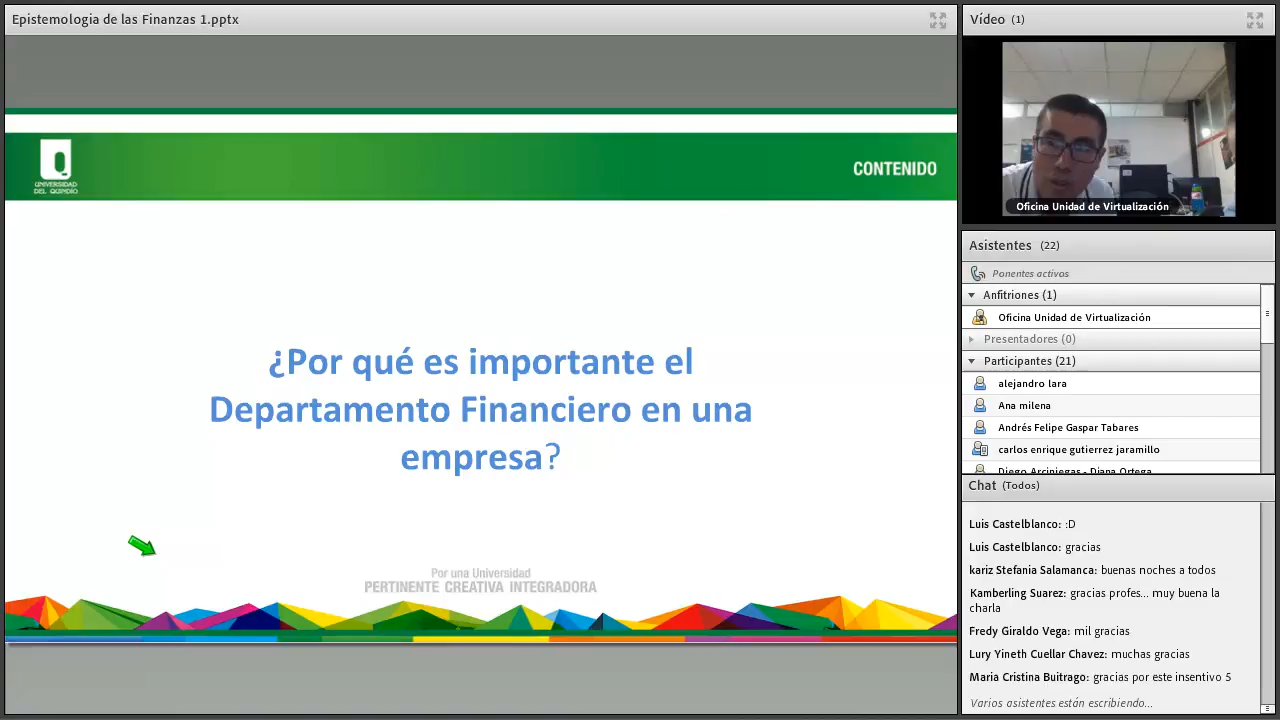 Epistemologia de las Finanzas 1.pptx
UNIVERSIDAD
DEL QUINDÍO
CONTENIDO
¿Por qué es importante el
Departamento Financiero en una
empresa?
Por una Universidad
PERTINENTE CREATIVA INTEGRADORA
Vídeo (1)
Oficina Unidad de Virtualización
Asistentes (22)
Ponentes activos
Anfitriones (1)
Oficina Unidad de Virtualización
Presentadores (0)
Participantes (21)
alejandro lara
Ana milena
Andrés Felipe Gaspar Tabares
carlos enrique gutierrez jaramillo
Diego Arciniegas - Diana Ortega
Chat (Todos)
Luis Castelblanco: :D
Luis Castelblanco: gracias
kariz Stefania Salamanca: buenas noches a todos
Kamberling Suarez: gracias profes... muy buena la
charla
Fredy Giraldo Vega: mil gracias
Lury Yineth Cuellar Chavez: muchas gracias
Maria Cristina Buitrago: gracias por este insentivo 5
Varios asistentes están escribiendo...